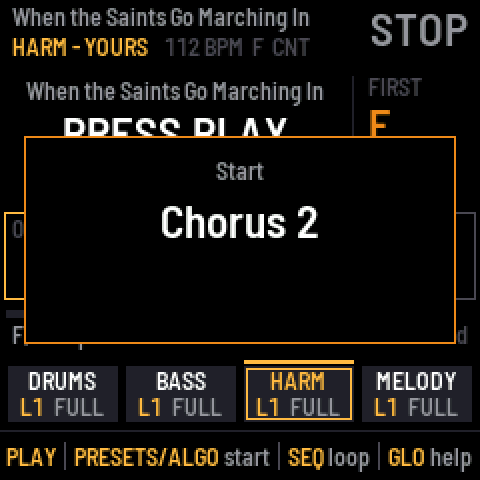 When the Saints Go Marching In
HARM - YOURS 112 BPM F CNT
STOP
When the Saints Go Marching In
FIRST
PRESS PLAY
F
Start
Chorus 2
DRUMS
L1 FULL
BASS
L1 FULL
HARM
L1 FULL
MELODY
L1 FULL
PLAY PRESETS/ALGO start SEQ loop GLO help